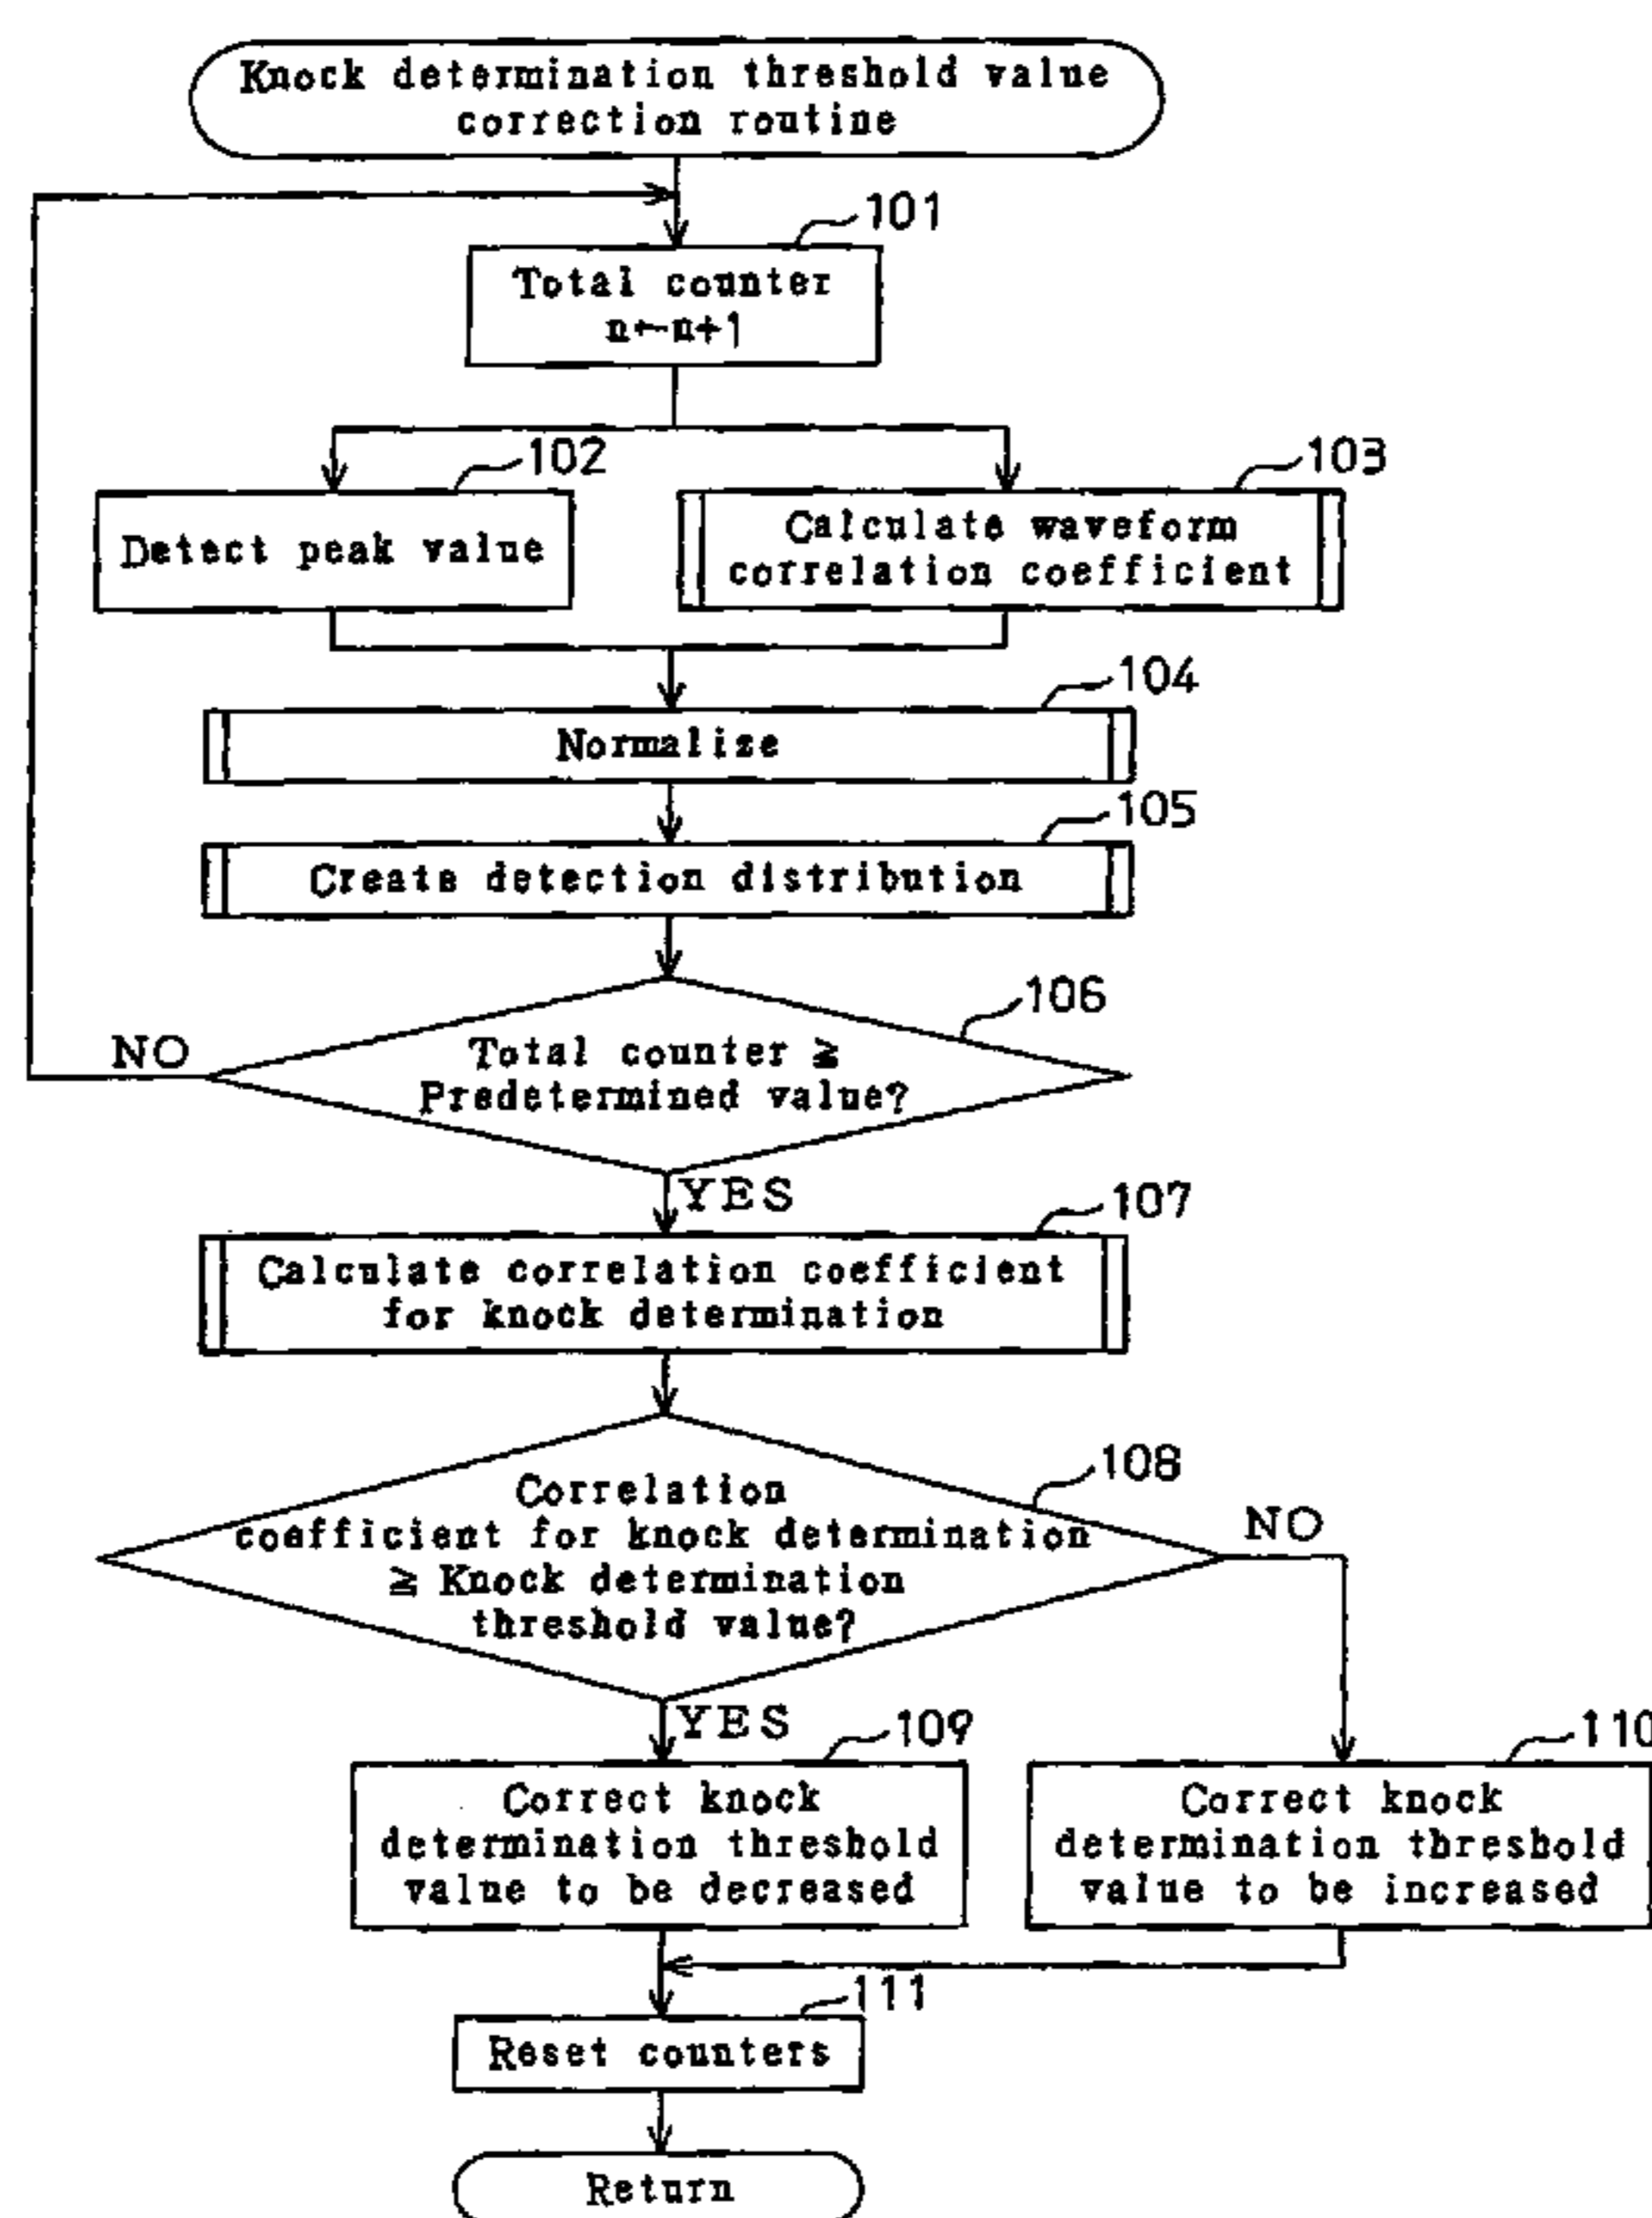 Knock determination threshold value
correction routine
101
Total counter
n←n+1
102
103
Detect peak value
Calculate waveform
correlation coefficient
104
Normalize
105
Create detection distribution
106
NO
Total counter ≧
Predetermined value?
YES
107
Calculate correlation coefficient
for knock determination
108
Correlation
coefficient for knock determination
≧ Knock determination
threshold value?
NO
YES
109
110
Correct knock
determination threshold
value to be decreased
Correct knock
determination threshold
value to be increased
111
Reset counters
Return